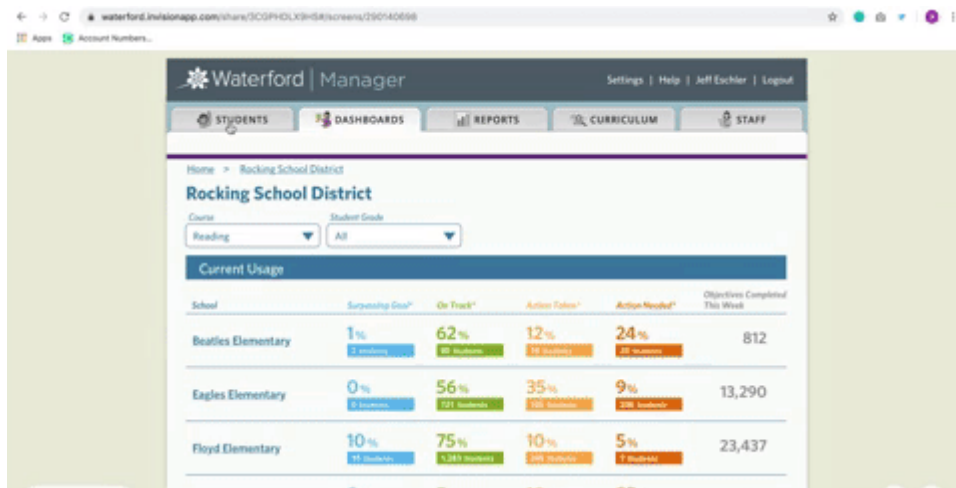 waterford.invisionapp.com/share/3CGPHDLX9HS#/screens/290140698
Apps Account Numbers...
Waterford | Manager
Settings | Help | Jeff Eschler | Logout
STUDENTS DASHBOARDS REPORTS CURRICULUM STAFF
Home > Rocking School District
Rocking School District
Course Student Grade
Reading All
Current Usage
School Surpassing Goal* On Track* Action Taken* Action Needed* Objectives Completed
This Week
Beatles Elementary 1% 62% 12% 24% 812
Students
Eagles Elementary 0% 56% 35% 9% 13,290
721 Students
Floyd Elementary 10% 75% 10% 5% 23,437
Students